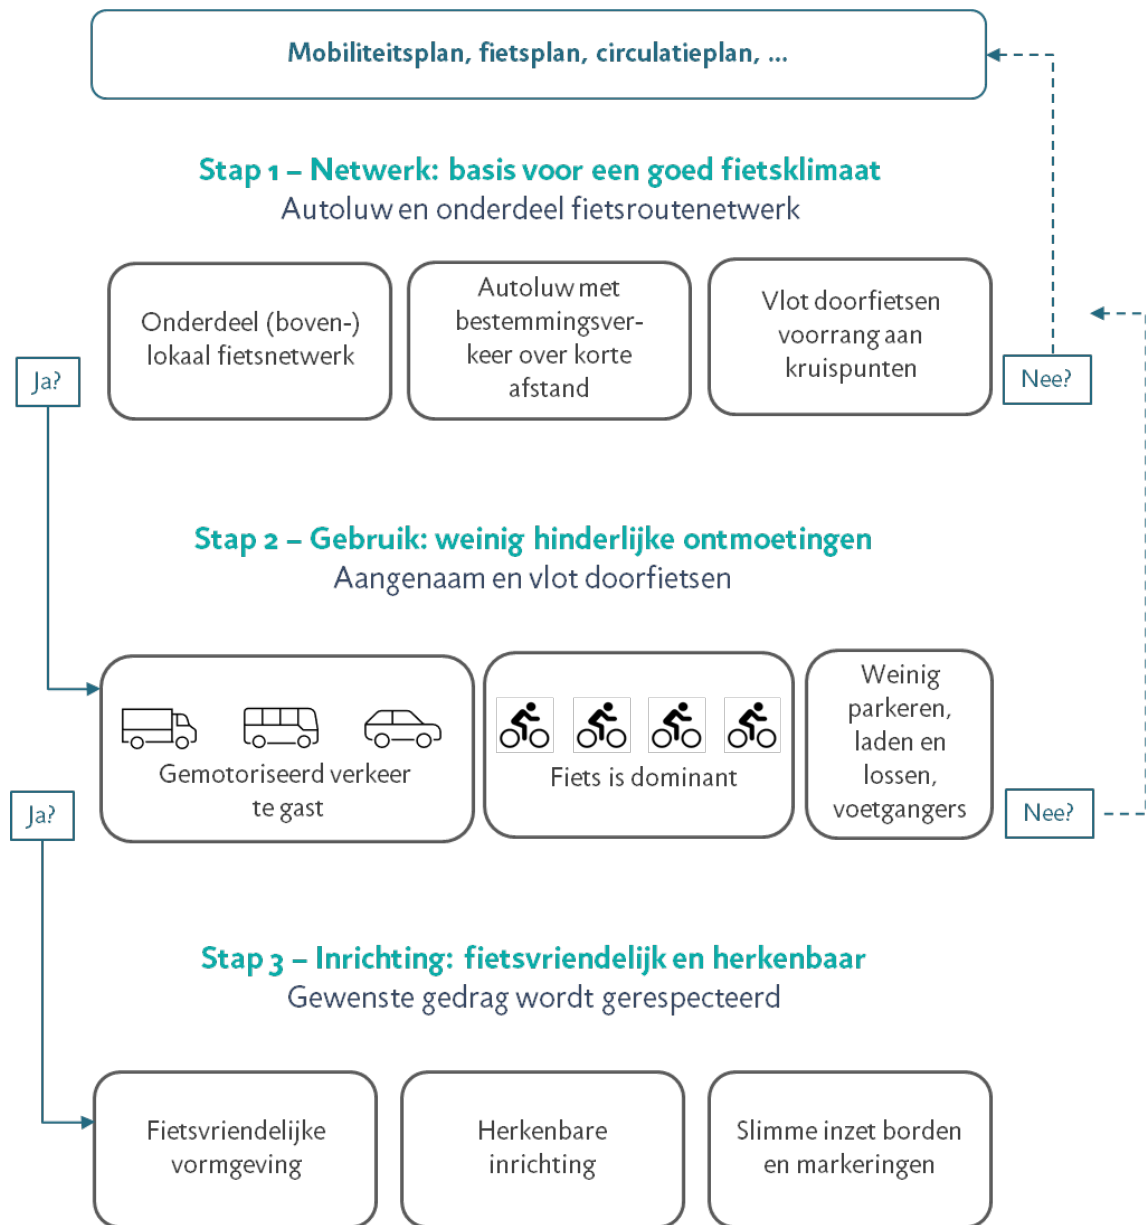 Mobiliteitsplan, fietsplan, circulatieplan, ...
Stap 1 – Netwerk: basis voor een goed fietsklimaat
Autoluw en onderdeel fietsroutenetwerk
Onderdeel (boven-)
lokaal fietsnetwerk
Autoluw met
bestemmingsver-
keer over korte
afstand
Vlot doorfietsen
voorrang aan
kruispunten
Ja?
Nee?
Stap 2 – Gebruik: weinig hinderlijke ontmoetingen
Aangenaam en vlot doorfietsen
Gemotoriseerd verkeer
te gast
Fiets is dominant
Weinig
parkeren,
laden en
lossen,
voetgangers
Ja?
Nee?
Stap 3 – Inrichting: fietsvriendelijk en herkenbaar
Gewenste gedrag wordt gerespecteerd
Fietsvriendelijke
vormgeving
Herkenbare
inrichting
Slimme inzet borden
en markeringen